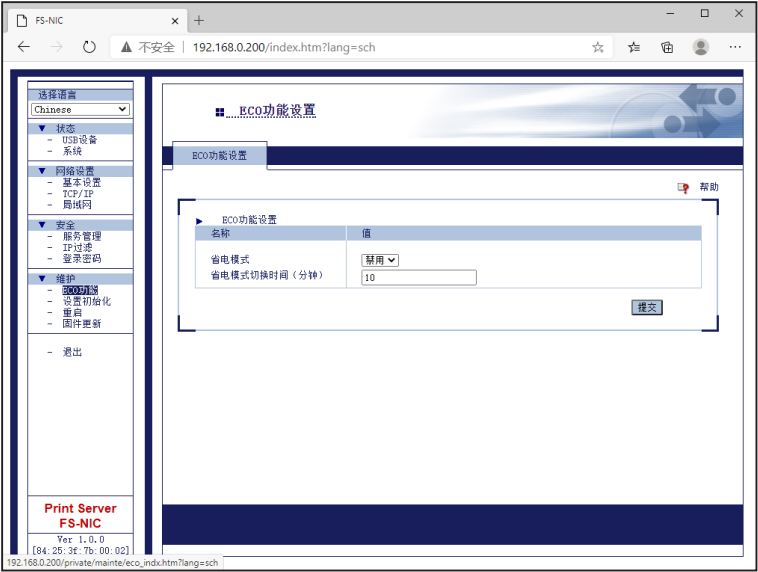 FS-NIC
不安全 | 192.168.0.200/index.htm?lang=sch
选择语言
Chinese
▼ 状态
- USB设备
- 系统
▼ 网络设置
- 基本设置
- TCP/IP
- 局域网
▼ 安全
- 服务管理
- IP过滤
- 登录密码
▼ 维护
- ECO功能
- 设置初始化
- 重启
- 固件更新
- 退出
Print Server
FS-NIC
Ver 1.0.0
[84:25:3f:7b:00:02]
192.168.0.200/private/mainte/eco_indx.htm?lang=sch
ECO功能设置
ECO功能设置
帮助
ECO功能设置
名称 值
省电模式 禁用
省电模式切换时间（分钟） 10
提交